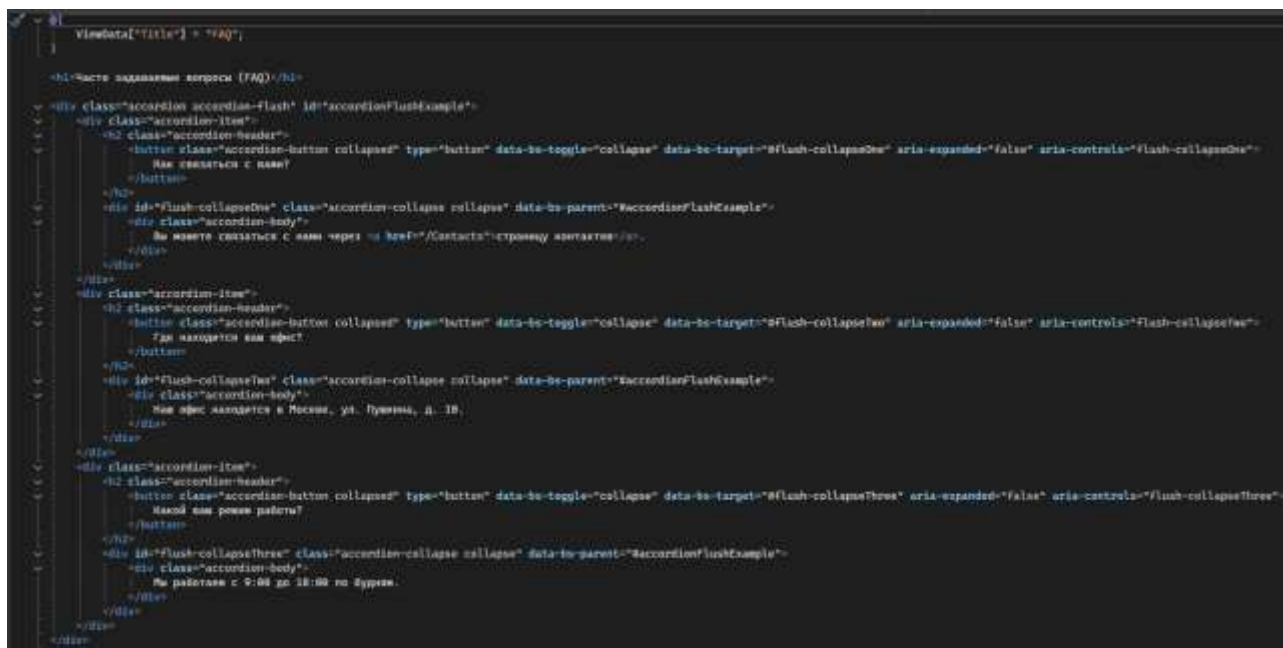 @{
ViewData["Title"] = "FAQ";
}
<h1>Часто задаваемые вопросы (FAQ)</h1>
<div class="accordion accordion-flush" id="accordionFlushExample">
<div class="accordion-item">
<h2 class="accordion-header">
<button class="accordion-button collapsed" type="button" data-bs-toggle="collapse" data-bs-target="#flush-collapseOne" aria-expanded="false" aria-controls="flush-collapseOne">
Как связаться с вами?
</button>
</h2>
<div id="flush-collapseOne" class="accordion-collapse collapse" data-bs-parent="#accordionFlushExample">
<div class="accordion-body">
Вы можете связаться с нами через <a href="/Contacts">страницу контактов</a>.
</div>
</div>
</div>
<div class="accordion-item">
<h2 class="accordion-header">
<button class="accordion-button collapsed" type="button" data-bs-toggle="collapse" data-bs-target="#flush-collapseTwo" aria-expanded="false" aria-controls="flush-collapseTwo">
Где находится ваш офис?
</button>
</h2>
<div id="flush-collapseTwo" class="accordion-collapse collapse" data-bs-parent="#accordionFlushExample">
<div class="accordion-body">
Наш офис находится в Москве, ул. Пушкина, д. 10.
</div>
</div>
</div>
<div class="accordion-item">
<h2 class="accordion-header">
<button class="accordion-button collapsed" type="button" data-bs-toggle="collapse" data-bs-target="#flush-collapseThree" aria-expanded="false" aria-controls="flush-collapseThree"
Какой ваш режим работы?
</button>
</h2>
<div id="flush-collapseThree" class="accordion-collapse collapse" data-bs-parent="#accordionFlushExample">
<div class="accordion-body">
Мы работаем с 9:00 до 18:00 по будням.
</div>
</div>
</div>
</div>